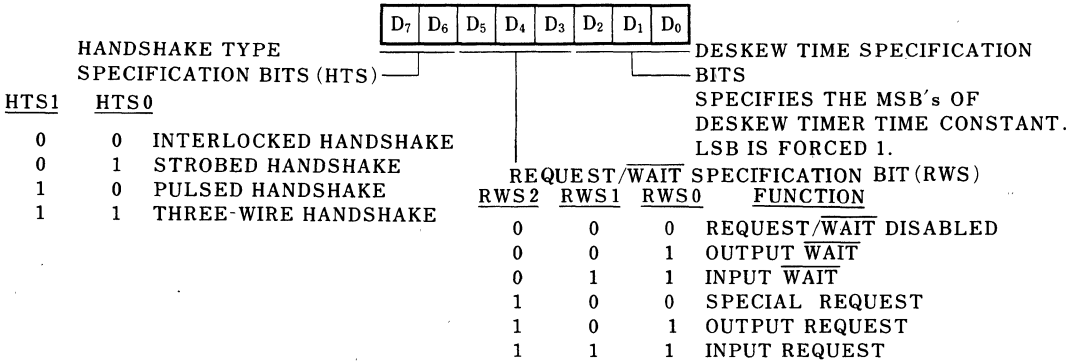 D7 D6 D5 D4 D3 D2 D1 D0
HANDSHAKE TYPE
SPECIFICATION BITS (HTS)
HTS1 HTS0
0 0 INTERLOCKED HANDSHAKE
0 1 STROBED HANDSHAKE
1 0 PULSED HANDSHAKE
1 1 THREE-WIRE HANDSHAKE
DESKEW TIME SPECIFICATION
BITS
SPECIFIES THE MSB's OF
DESKEW TIMER TIME CONSTANT.
LSB IS FORCED 1.
REQUEST/WAIT SPECIFICATION BIT (RWS)
RWS2 RWS1 RWS0 FUNCTION
0 0 0 REQUEST/WAIT DISABLED
0 0 1 OUTPUT WAIT
0 1 1 INPUT WAIT
1 0 0 SPECIAL REQUEST
1 0 1 OUTPUT REQUEST
1 1 1 INPUT REQUEST